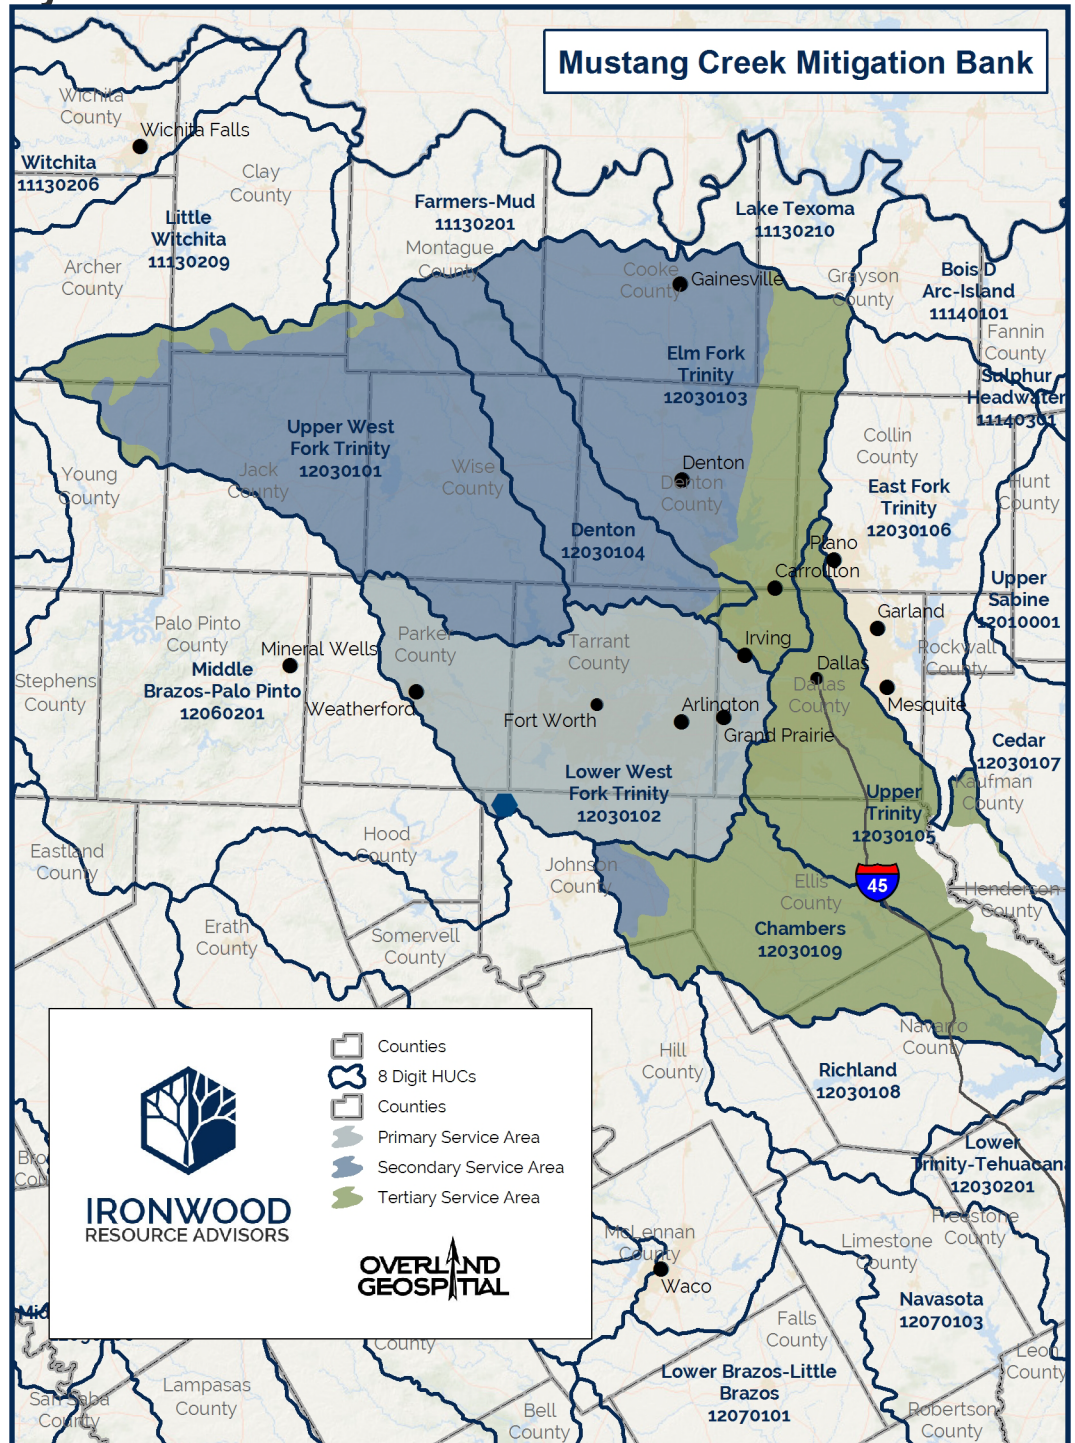 Mustang Creek Mitigation Bank
Wichita
County
Wichita Falls
Witchita
11130206
Clay
County
Little
Witchita
11130209
Archer
County
Farmers-Mud
11130201
Montague
County
Lake Texoma
11130210
Cooke
County
Gainesville
Grayson
County
Bois D
Arc-Island
11140101
Fannin
County
Sulphur
Headwater
11140301
Elm Fork
Trinity
12030103
Upper West
Fork Trinity
12030101
Collin
County
Young
County
Jack
County
Wise
County
Denton
Denton
County
East Fork
Trinity
12030106
Hunt
County
Denton
12030104
Plano
Carrollton
Upper
Sabine
12010001
Garland
Palo Pinto
County
Mineral Wells
Parker
County
Tarrant
County
Irving
Rockwall
County
Middle
Brazos-Palo Pinto
12060201
Stephens
County
Dallas
Dallas
County
Mesquite
Weatherford
Fort Worth
Arlington
Grand Prairie
Cedar
12030107
Lower West
Fork Trinity
12030102
Upper
Trinity
12030105
Kaufman
County
Eastland
County
Hood
County
Johnson
County
Ellis
County
45
Henderson
County
Erath
County
Somervell
County
Chambers
12030109
Navarro
County
Hill
County
Richland
12030108
Counties
8 Digit HUCs
Counties
Primary Service Area
Secondary Service Area
Tertiary Service Area
IRONWOOD
RESOURCE ADVISORS
OVERLAND
GEOSPATIAL
Bro
Cou
Lower
Trinity-Tehuacana
12030201
Freestone
County
McLennan
County
Limestone
County
Waco
Navasota
12070103
Falls
County
Mid
County
Leon
County
Lower Brazos-Little
Brazos
12070101
Lampasas
County
San Saba
County
Bell
County
Robertson
County